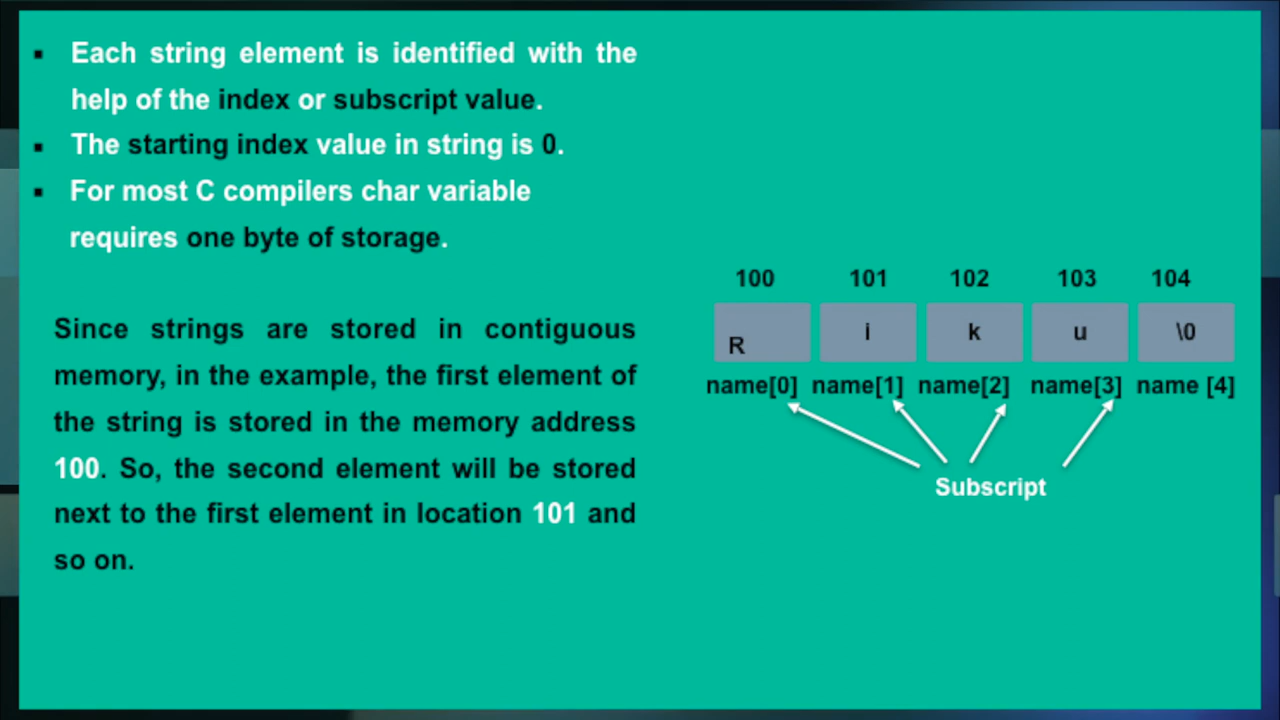 ▪ Each string element is identified with the
help of the index or subscript value.
▪ The starting index value in string is 0.
▪ For most C compilers char variable
requires one byte of storage.
Since strings are stored in contiguous
memory, in the example, the first element of
the string is stored in the memory address
100. So, the second element will be stored
next to the first element in location 101 and
so on.
100 101 102 103 104
R i k u \0
name[0] name[1] name[2] name[3] name [4]
Subscript